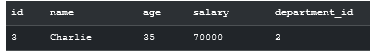 id name age salary department_id
3 Charlie 35 70000 2